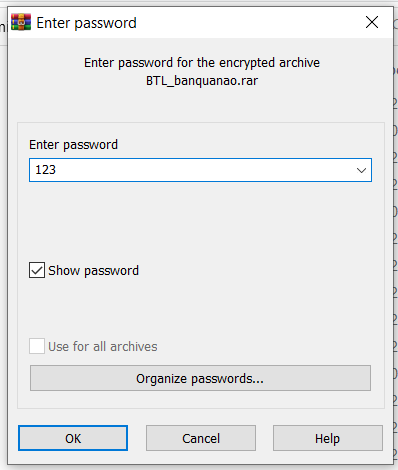 Enter password
Enter password for the encrypted archive
BTL_banquanao.rar
Enter password
123
Show password
Use for all archives
Organize passwords...
OK
Cancel
Help